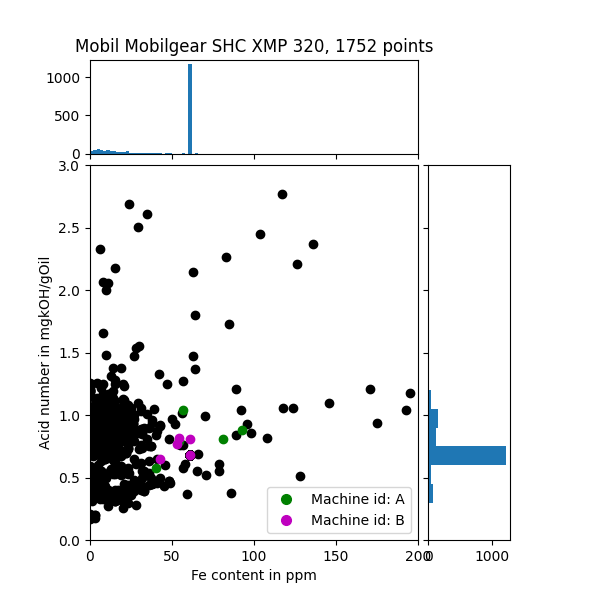 Mobil Mobilgear SHC XMP 320, 1752 points
1000
500
0
3.0
2.5
2.0
1.5
1.0
0.5
0.0
Acid number in mgkOH/gOil
Machine id: A
Machine id: B
0 50 100 150 200
0 1000
Fe content in ppm